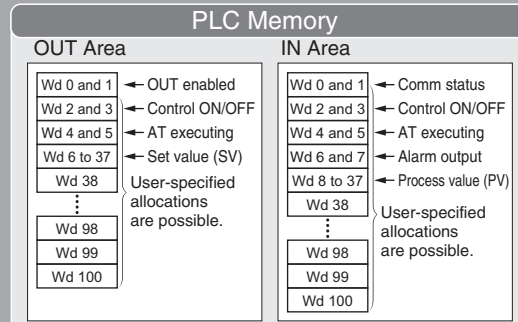 PLC Memory
OUT Area
Wd 0 and 1 OUT enabled
Wd 2 and 3 Control ON/OFF
Wd 4 and 5 AT executing
Wd 6 to 37 Set value (SV)
Wd 38
User-specified
allocations
are possible.
Wd 98
Wd 99
Wd 100
IN Area
Wd 0 and 1 Comm status
Wd 2 and 3 Control ON/OFF
Wd 4 and 5 AT executing
Wd 6 and 7 Alarm output
Wd 8 to 37 Process value (PV)
Wd 38
User-specified
allocations
are possible.
Wd 98
Wd 99
Wd 100